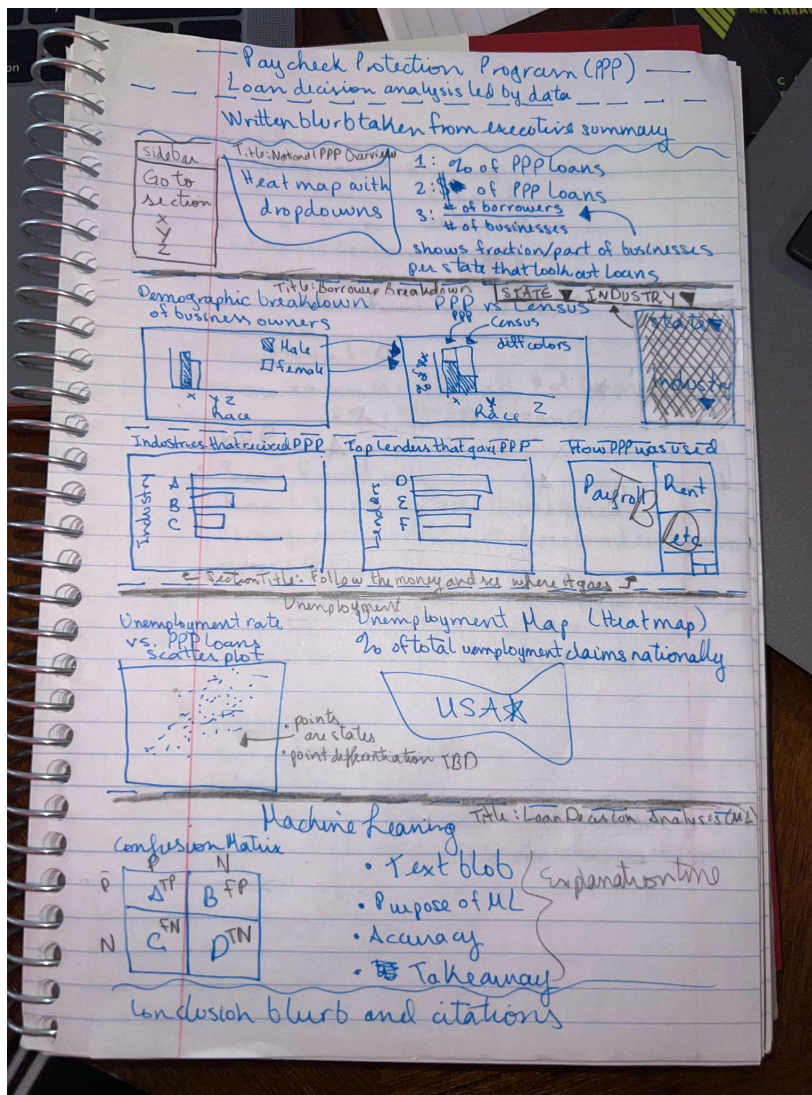 Paycheck Protection Program (PPP)
Loan decision analysis led by data
Written blurb taken from executive summary
sidebar
Go to
section
x
y
z
Title: National PPP Overview
Heat map with
dropdowns
1: % of PPP loans
2: $ of PPP Loans
3: # of borrowers
# of businesses
shows fraction/part of businesses
per state that took out loans
Title: Borrower Breakdown
STATE ▼ INDUSTRY ▼
Demographic breakdown
of business owners
Male
female
x y z
Race
PPP vs Census
PPP
census
diff colors
x y z
Race
state
industry
Industries that recived PPP
Industry
A
B
C
Top Lenders that gave PPP
Lenders
D
E
F
How PPP was used
Payroll
Rent
etc
Section Title: Follow the money and see where it goes
Unemployment
Unemployment rate
vs. PPP Loans
scatter plot
• points
are states
• point differentiation TBD
Unemployment Map (Heatmap)
% of total uemployment claims nationally
USA
Machine Leaning
Title: Loan Decision Analysis (ML)
Confusion Matrix
P N
P A TP B FP
N C FN D TN
• Text blob
• Purpose of ML
• Accuracy
• Takeaway
Explanation time
Conclusion blurb and citations